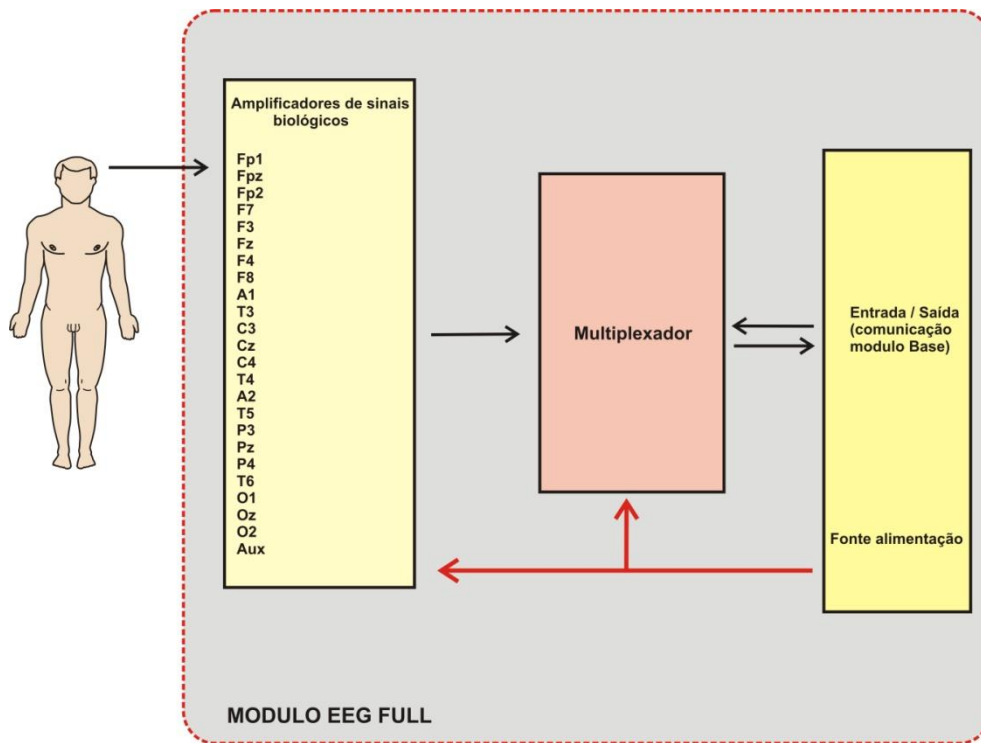 Amplificadores de sinais
biológicos
Fp1
Fpz
Fp2
F7
F3
Fz
F4
F8
A1
T3
C3
Cz
C4
T4
A2
T5
P3
Pz
P4
T6
O1
Oz
O2
Aux
Multiplexador
Entrada / Saída
(comunicação
modulo Base)
Fonte alimentação
MODULO EEG FULL